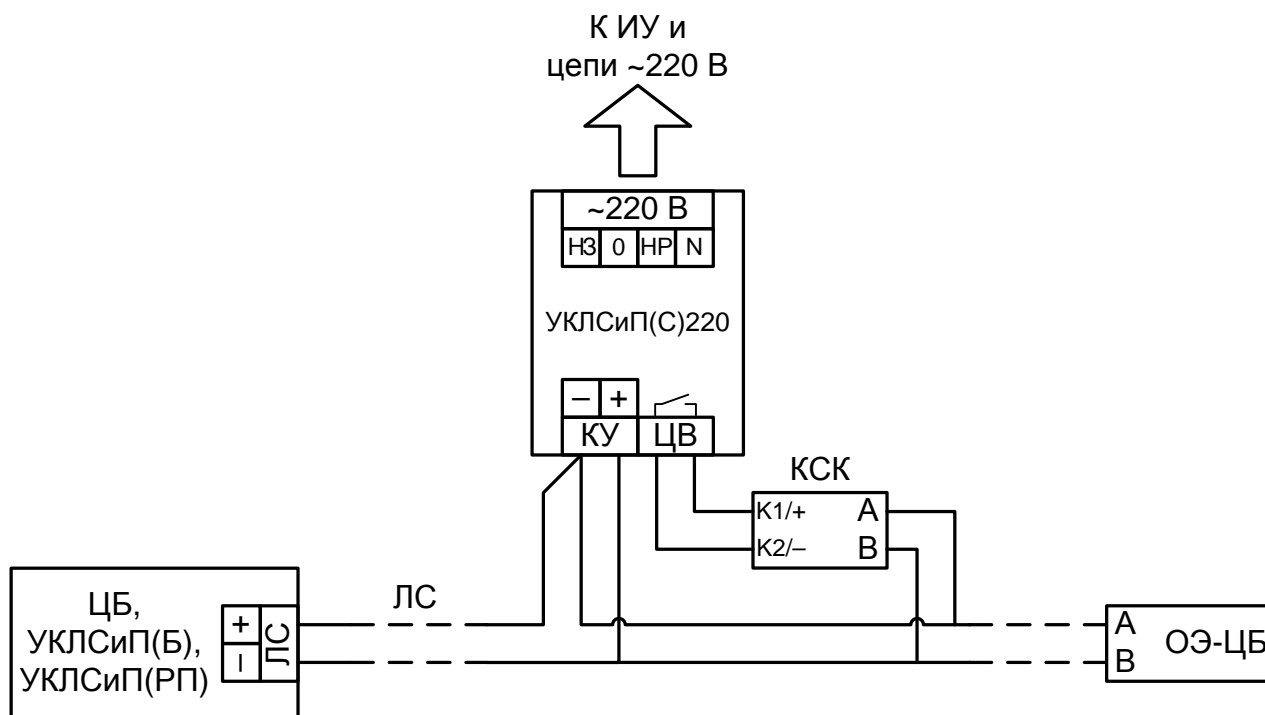 К ИУ и
цепи ~220 В
~220 В
НЗ 0 НР N
УКЛСиП(С)220
– +
КУ ЦВ
КСК
К1/+ А
К2/– В
ЦБ,
УКЛСиП(Б),
УКЛСиП(РП)
+
–
ЛС
ЛС
А
В
ОЭ-ЦБ